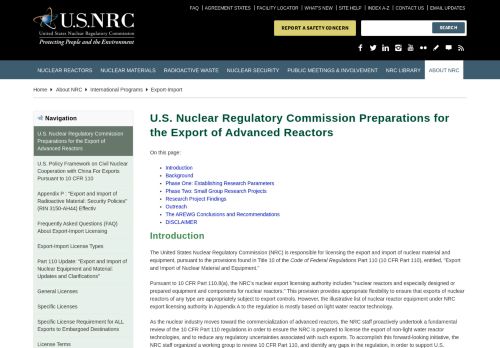 FAQ | AGREEMENT STATES | FACILITY LOCATOR | WHAT'S NEW | SITE HELP | INDEX A-Z | CONTACT US | EMAIL UPDATES
U.S.NRC
United States Nuclear Regulatory Commission
Protecting People and the Environment
REPORT A SAFETY CONCERN
SEARCH
NUCLEAR REACTORS NUCLEAR MATERIALS RADIOACTIVE WASTE NUCLEAR SECURITY PUBLIC MEETINGS & INVOLVEMENT NRC LIBRARY ABOUT NRC
Home About NRC International Programs Export-Import
Navigation
U.S. Nuclear Regulatory Commission
Preparations for the Export of
Advanced Reactors
U.S. Policy Framework on Civil Nuclear
Cooperation with China For Exports
Pursuant to 10 CFR 110
Appendix P : "Export and Import of
Radioactive Material: Security Policies"
(RIN 3150-AH44) Effectiv
Frequently Asked Questions (FAQ)
About Export-Import Licensing
Export-Import License Types
Part 110 Update: "Export and Import of
Nuclear Equipment and Material:
Updates and Clarifications"
General Licenses
Specific Licenses
Specific License Requirement for ALL
Exports to Embargoed Destinations
License Terms
U.S. Nuclear Regulatory Commission Preparations for
the Export of Advanced Reactors
On this page:
Introduction
Background
Phase One: Establishing Research Parameters
Phase Two: Small Group Research Projects
Research Project Findings
Outreach
The AREWG Conclusions and Recommendations
DISCLAIMER
Introduction
The United States Nuclear Regulatory Commission (NRC) is responsible for licensing the export and import of nuclear material and
equipment, pursuant to the provisions found in Title 10 of the Code of Federal Regulations Part 110 (10 CFR Part 110), entitled, "Export
and Import of Nuclear Material and Equipment."
Pursuant to 10 CFR Part 110.8(a), the NRC's nuclear export licensing authority includes "nuclear reactors and especially designed or
prepared equipment and components for nuclear reactors." This provision provides appropriate flexibility to ensure that exports of nuclear
reactors of any type are appropriately subject to export controls. However, the illustrative list of nuclear reactor equipment under NRC
export licensing authority in Appendix A to the regulation is mostly based on light water reactor technology.
As the nuclear industry moves toward the commercialization of advanced reactors, the NRC staff proactively undertook a fundamental
review of the 10 CFR Part 110 regulations in order to ensure the NRC is prepared to license the export of non-light water reactor
technologies, and to reduce any regulatory uncertainties associated with such exports. To accomplish this forward-looking initiative, the
NRC staff organized a working group to review 10 CFR Part 110, and identify any gaps in the regulation, in order to support U.S.